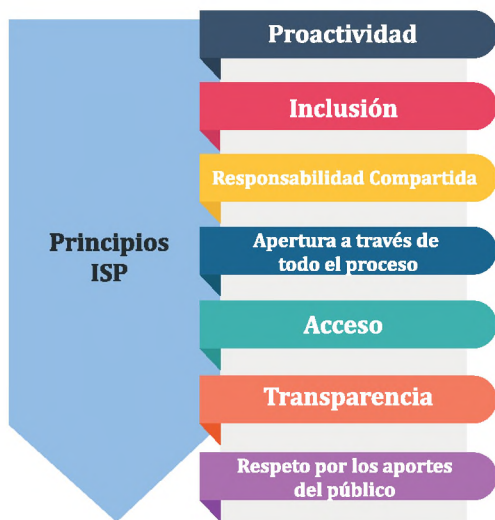 Principios
ISP
Proactividad
Inclusión
Responsabilidad Compartida
Apertura a través de
todo el proceso
Acceso
Transparencia
Respeto por los aportes
del público